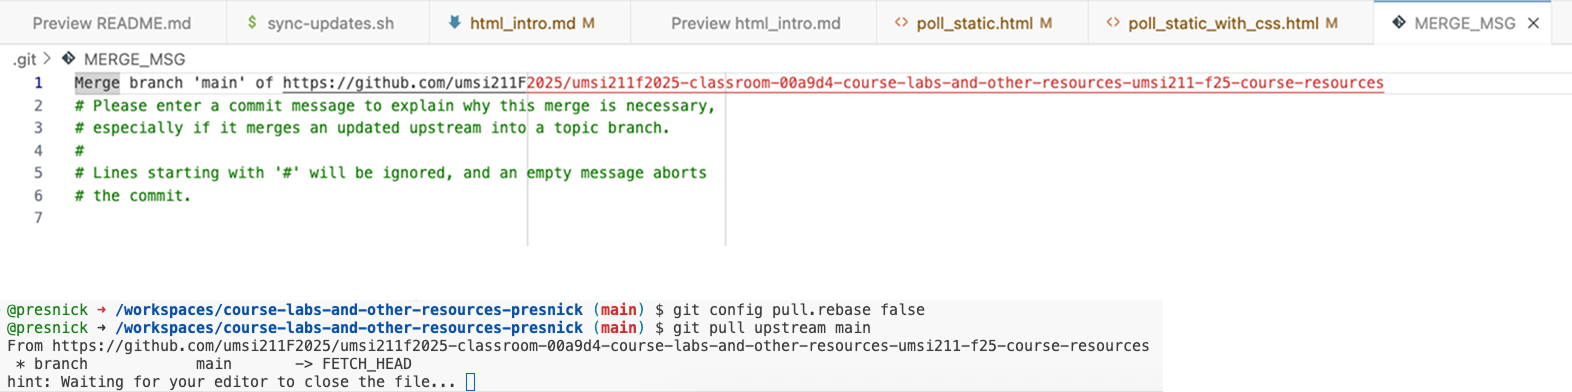 Preview README.md $ sync-updates.sh html_intro.md M Preview html_intro.md <> poll_static.html M <> poll_static_with_css.html M MERGE_MSG ×
.git > MERGE_MSG
1 Merge branch 'main' of https://github.com/umsi211F2025/umsi211f2025-classroom-00a9d4-course-labs-and-other-resources-umsi211-f25-course-resources
2 # Please enter a commit message to explain why this merge is necessary,
3 # especially if it merges an updated upstream into a topic branch.
4 #
5 # Lines starting with '#' will be ignored, and an empty message aborts
6 # the commit.
7
@presnick → /workspaces/course-labs-and-other-resources-presnick (main) $ git config pull.rebase false
@presnick → /workspaces/course-labs-and-other-resources-presnick (main) $ git pull upstream main
From https://github.com/umsi211F2025/umsi211f2025-classroom-00a9d4-course-labs-and-other-resources-umsi211-f25-course-resources
 * branch            main       -> FETCH_HEAD
hint: Waiting for your editor to close the file...